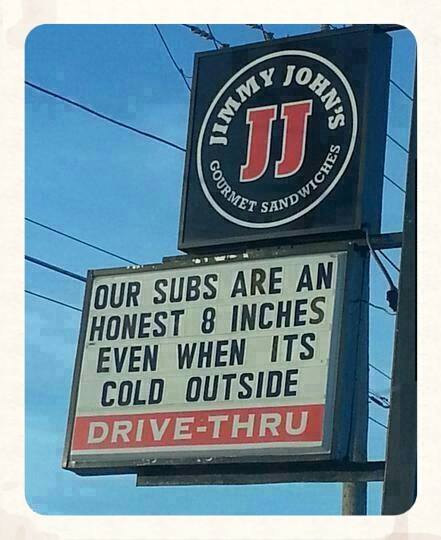 JIMMY JOHN'S
JJ
GOURMET SANDWICHES
OUR SUBS ARE AN
HONEST 8 INCHES
EVEN WHEN ITS
COLD OUTSIDE
DRIVE-THRU